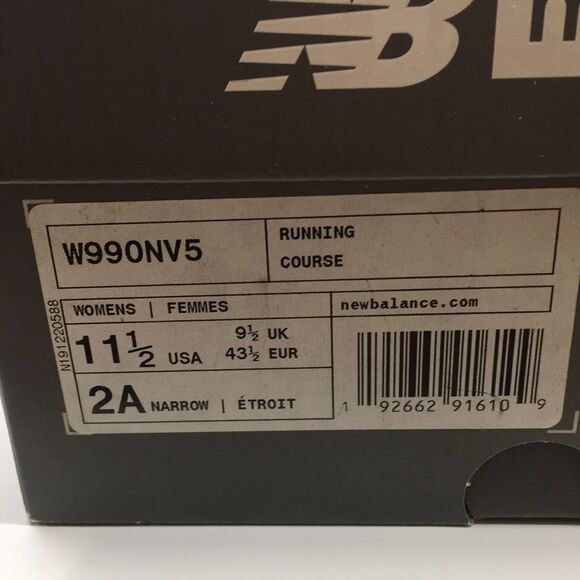 NB
W990NV5
RUNNING
COURSE
WOMENS | FEMMES
newbalance.com
11½ USA
9½ UK
43½ EUR
2A NARROW | ÉTROIT
1 92662 91610 9
N191220588